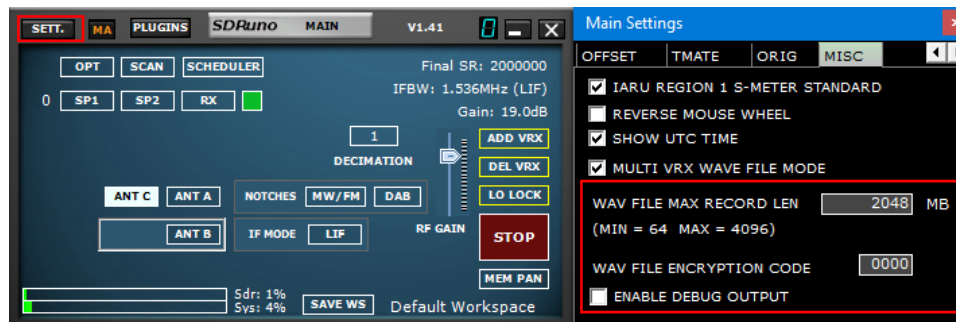 SETT. MA PLUGINS SDRuno MAIN V1.41 0
OPT SCAN SCHEDULER Final SR: 2000000
IFBW: 1.536MHz (LIF)
0 SP1 SP2 RX
Gain: 19.0dB
1 ADD VRX
DECIMATION
DEL VRX
ANT C ANT A NOTCHES MW/FM DAB LO LOCK
ANT B IF MODE LIF RF GAIN STOP
MEM PAN
Sdr: 1%
Sys: 4% SAVE WS Default Workspace
Main Settings
OFFSET TMATE ORIG MISC
IARU REGION 1 S-METER STANDARD
REVERSE MOUSE WHEEL
SHOW UTC TIME
MULTI VRX WAVE FILE MODE
WAV FILE MAX RECORD LEN 2048 MB
(MIN = 64 MAX = 4096)
WAV FILE ENCRYPTION CODE 0000
ENABLE DEBUG OUTPUT